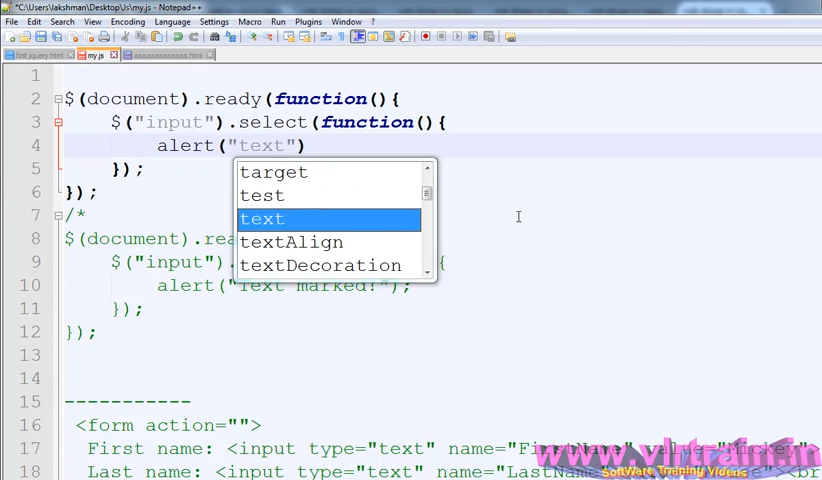 *C:\Users\lakshman\Desktop\Js\my.js - Notepad++
File Edit Search View Encoding Language Settings Macro Run Plugins Window ?
first jquery.html my.js aaaaaaaaaaaaa.html
1
2 $(document).ready(function(){
3 $("input").select(function(){
4 alert("text")
5 });
6 });
7 /*
8 $(document).rea
9 $("input"). {
10 alert("Text marked!");
11 });
12 });
13
14
15 -----------
16 <form action="">
17 First name: <input type="text" name="FirstName" value="Mickey">
18 Last name: <input type="text" name="LastName" <br
target
test
text
textAlign
textDecoration
www.vlrtrain.in
SoftWare Training Videos